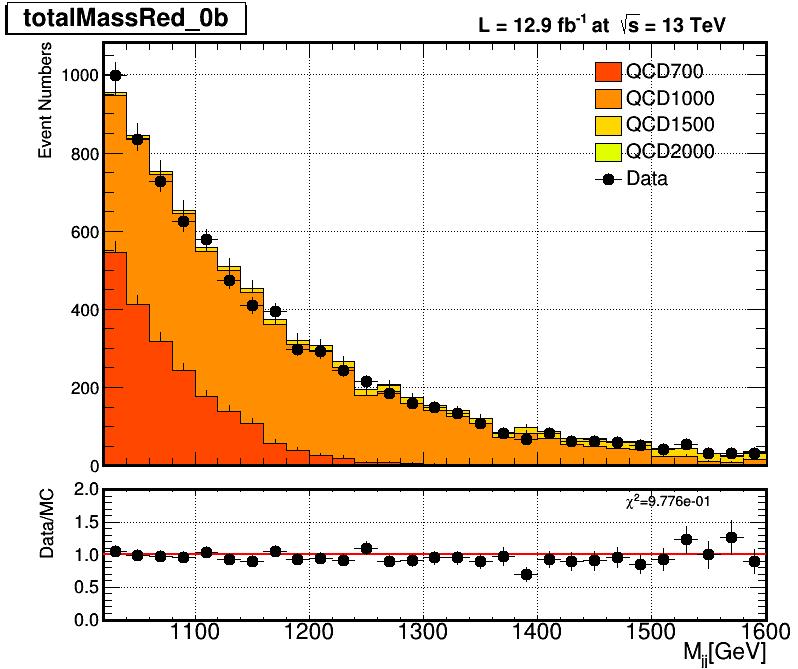 totalMassRed_0b
L = 12.9 fb⁻¹ at √s = 13 TeV
Event Numbers
1000
800
600
400
200
0
QCD700
QCD1000
QCD1500
QCD2000
Data
Data/MC
2.0
1.5
1.0
0.5
0.0
χ²=9.776e-01
1100 1200 1300 1400 1500 1600
M_jj[GeV]